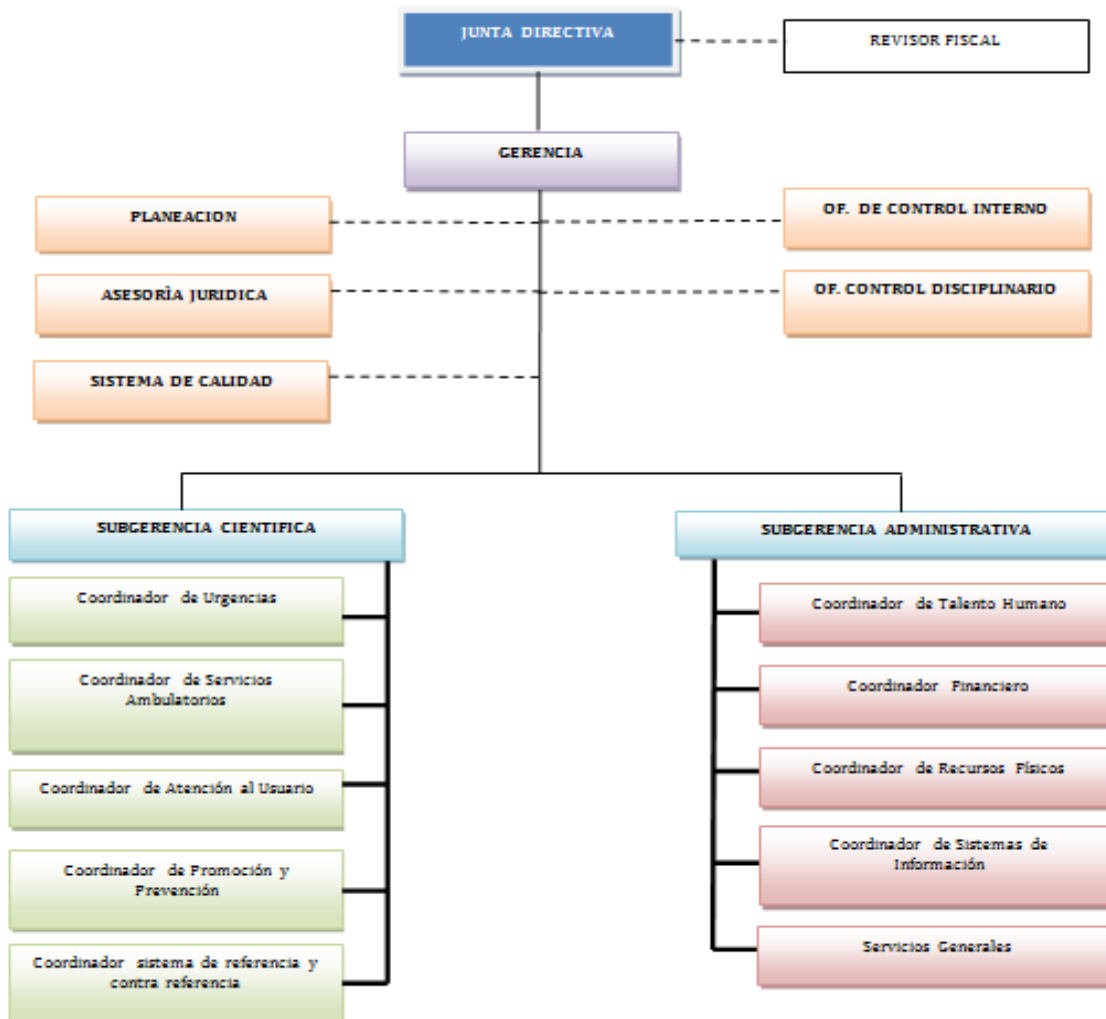 JUNTA DIRECTIVA
REVISOR FISCAL
GERENCIA
PLANEACION
OF. DE CONTROL INTERNO
ASESORÌA JURIDICA
OF. CONTROL DISCIPLINARIO
SISTEMA DE CALIDAD
SUBGERENCIA CIENTIFICA
SUBGERENCIA ADMINISTRATIVA
Coordinador de Urgencias
Coordinador de Servicios
Ambulatorios
Coordinador de Atención al Usuario
Coordinador de Promoción y
Prevención
Coordinador sistema de referencia y
contra referencia
Coordinador de Talento Humano
Coordinador Financiero
Coordinador de Recursos Físicos
Coordinador de Sistemas de
Información
Servicios Generales